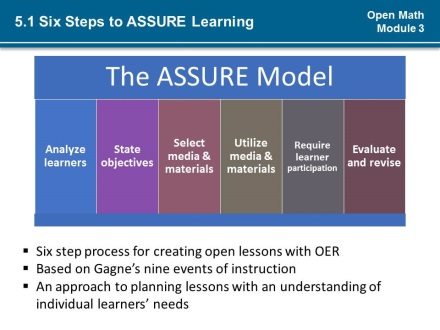 5.1 Six Steps to ASSURE Learning
Open Math
Module 3
The ASSURE Model
Analyze
learners
State
objectives
Select
media &
materials
Utilize
media &
materials
Require
learner
participation
Evaluate
and revise
▪ Six step process for creating open lessons with OER
▪ Based on Gagne's nine events of instruction
▪ An approach to planning lessons with an understanding of
individual learners' needs